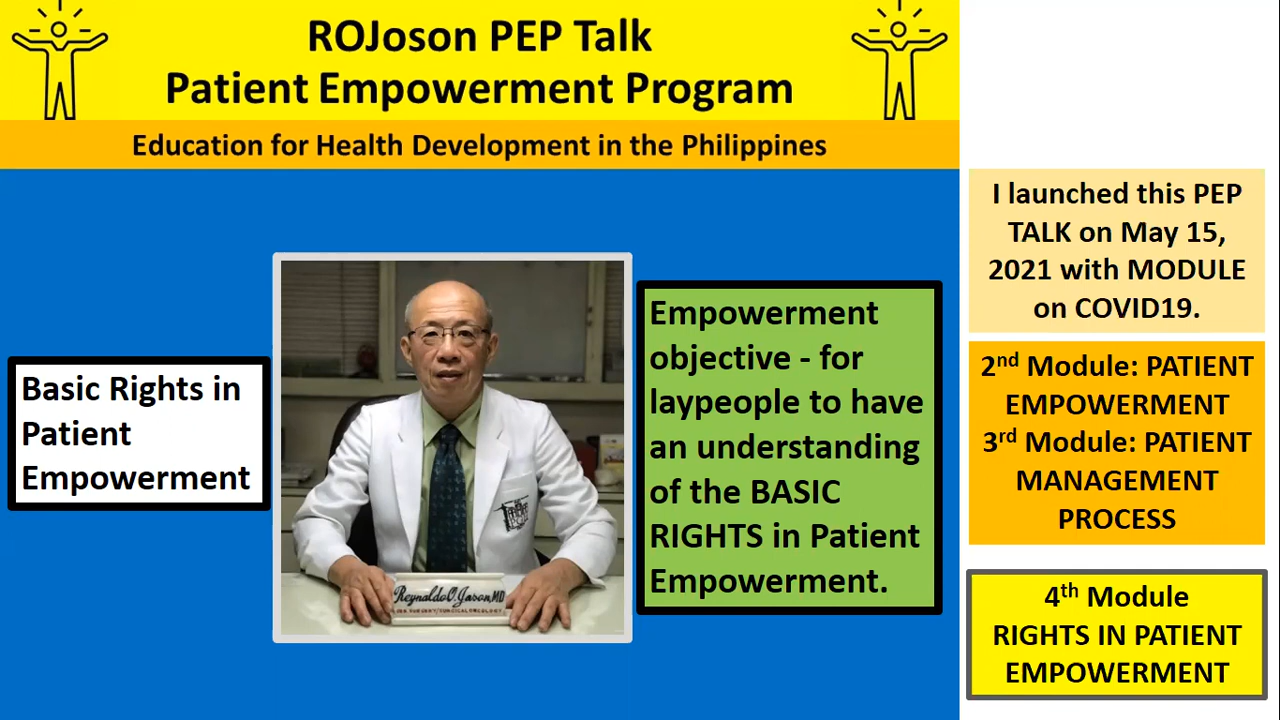 ROJoson PEP Talk
Patient Empowerment Program
Education for Health Development in the Philippines
Basic Rights in
Patient
Empowerment
Reynaldo O. Joson, MD
Empowerment
objective - for
laypeople to have
an understanding
of the BASIC
RIGHTS in Patient
Empowerment.
I launched this PEP
TALK on May 15,
2021 with MODULE
on COVID19.
2nd Module: PATIENT
EMPOWERMENT
3rd Module: PATIENT
MANAGEMENT
PROCESS
4th Module
RIGHTS IN PATIENT
EMPOWERMENT